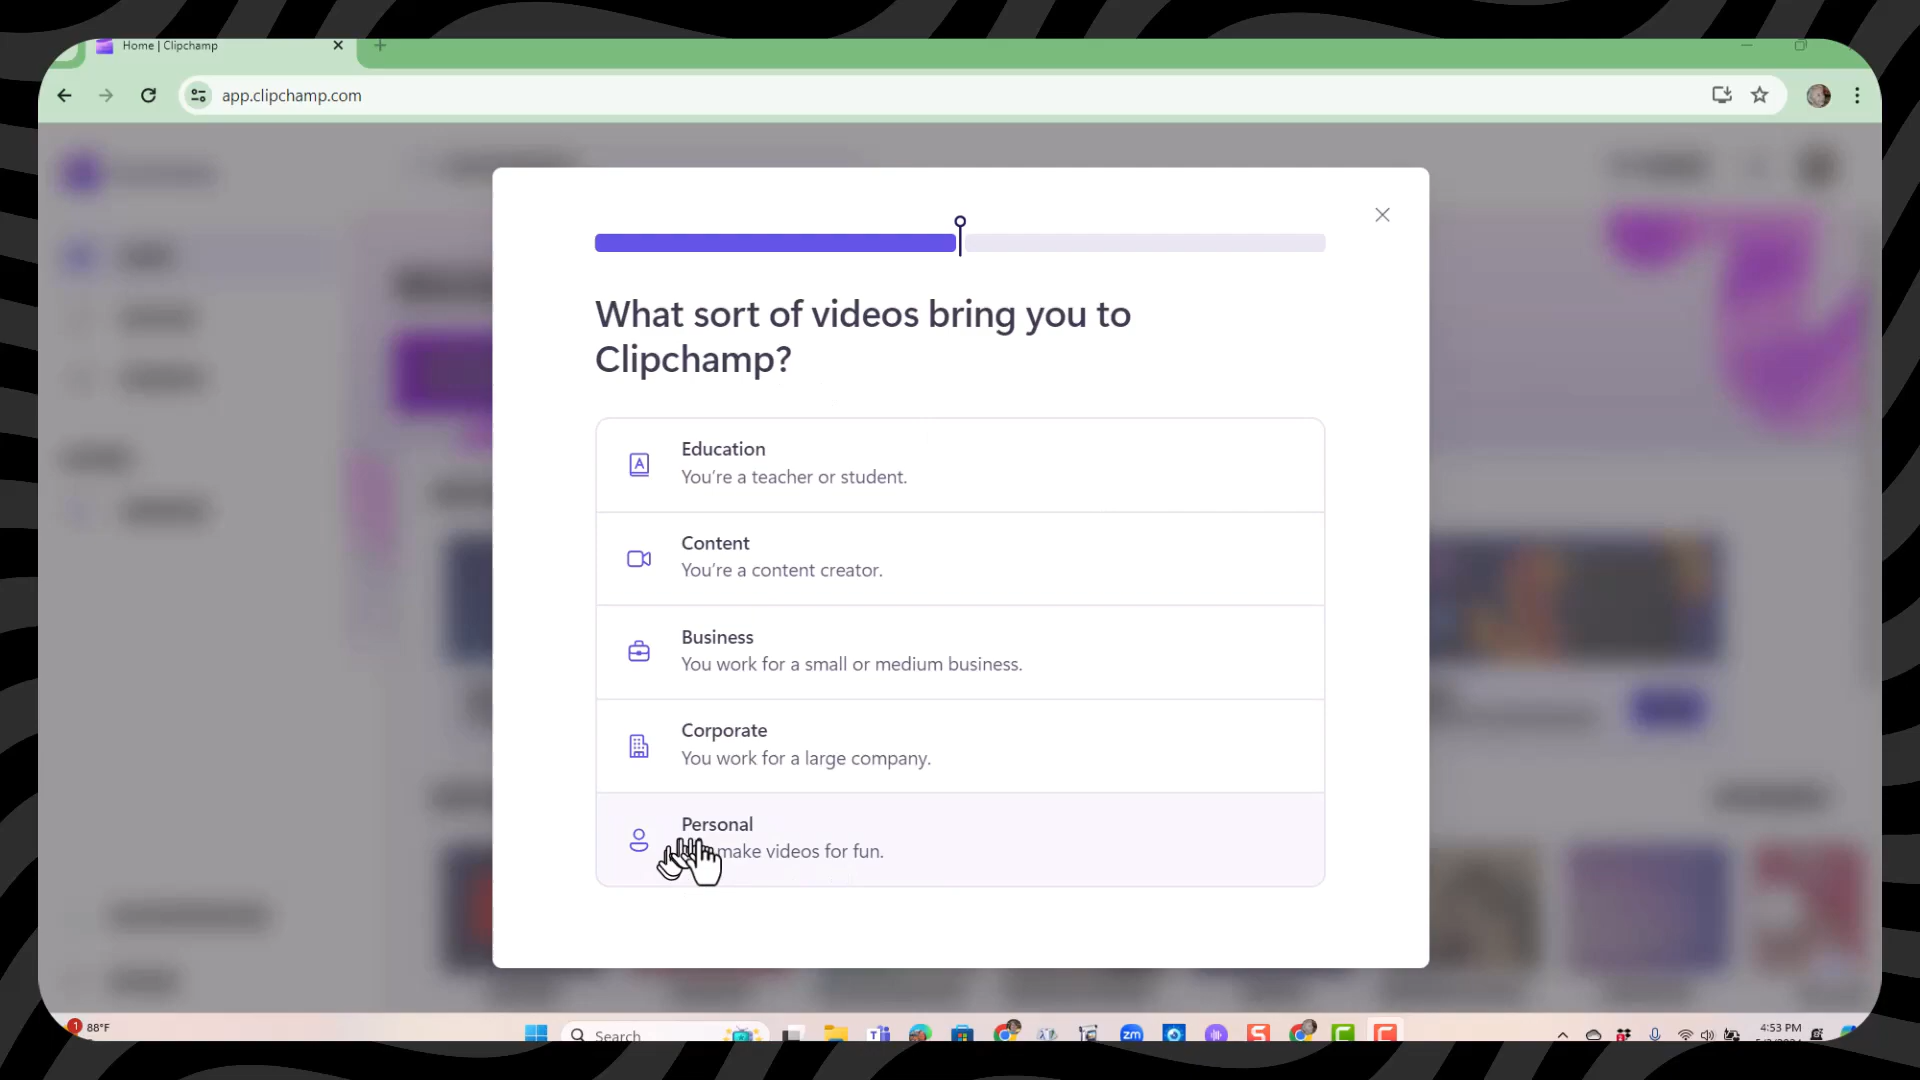 Home | Clipchamp
app.clipchamp.com
What sort of videos bring you to
Clipchamp?
Education
You're a teacher or student.
Content
You're a content creator.
Business
You work for a small or medium business.
Corporate
You work for a large company.
Personal
make videos for fun.
1
88°F
Search
zm
4:53 PM